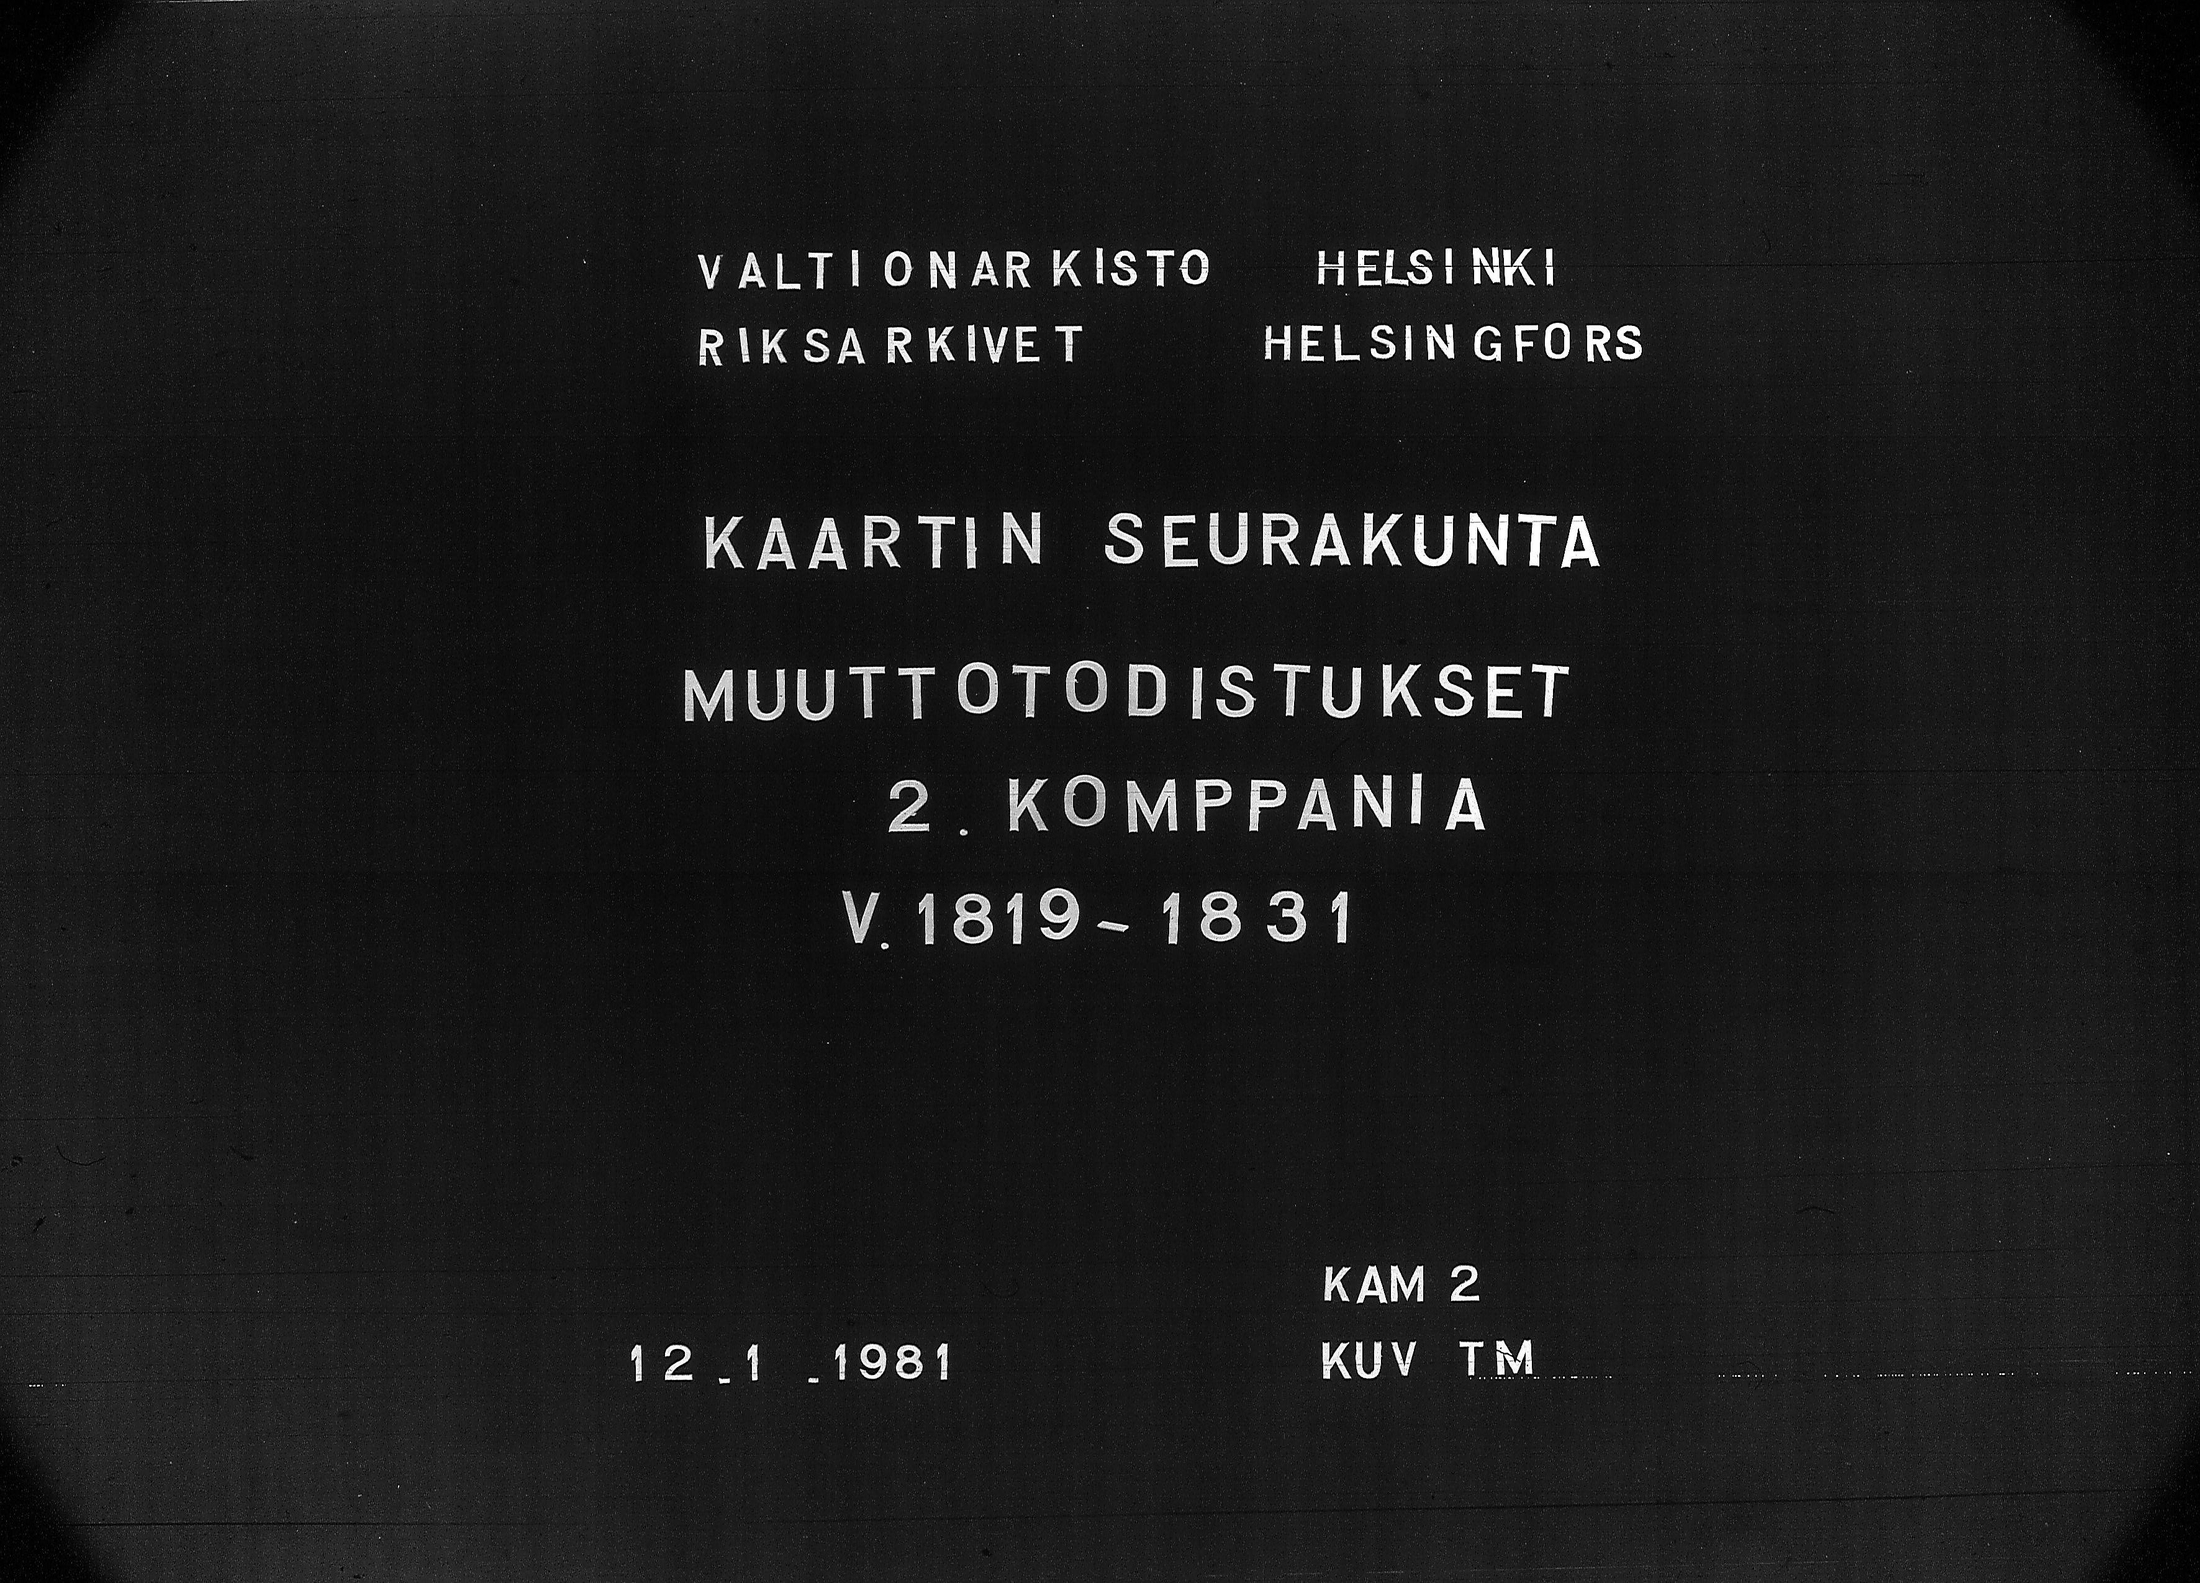 VALTIONARKISTO HELSINKI
RIKSARKIVET HELSINGFORS
KAARTIN SEURAKUNTA
MUUTTOTODISTUKSET
2. KOMPPANIA
V. 1819-1831
KAM 2
12.1.1981 KUV TM